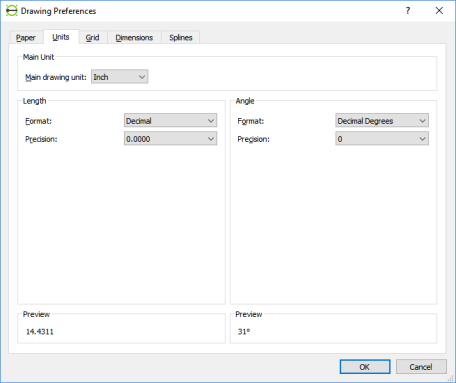 Drawing Preferences
Paper Units Grid Dimensions Splines
Main Unit
Main drawing unit: Inch
Length
Format: Decimal
Precision: 0.0000
Angle
Format: Decimal Degrees
Precision: 0
Preview
14.4311
Preview
31°
OK Cancel